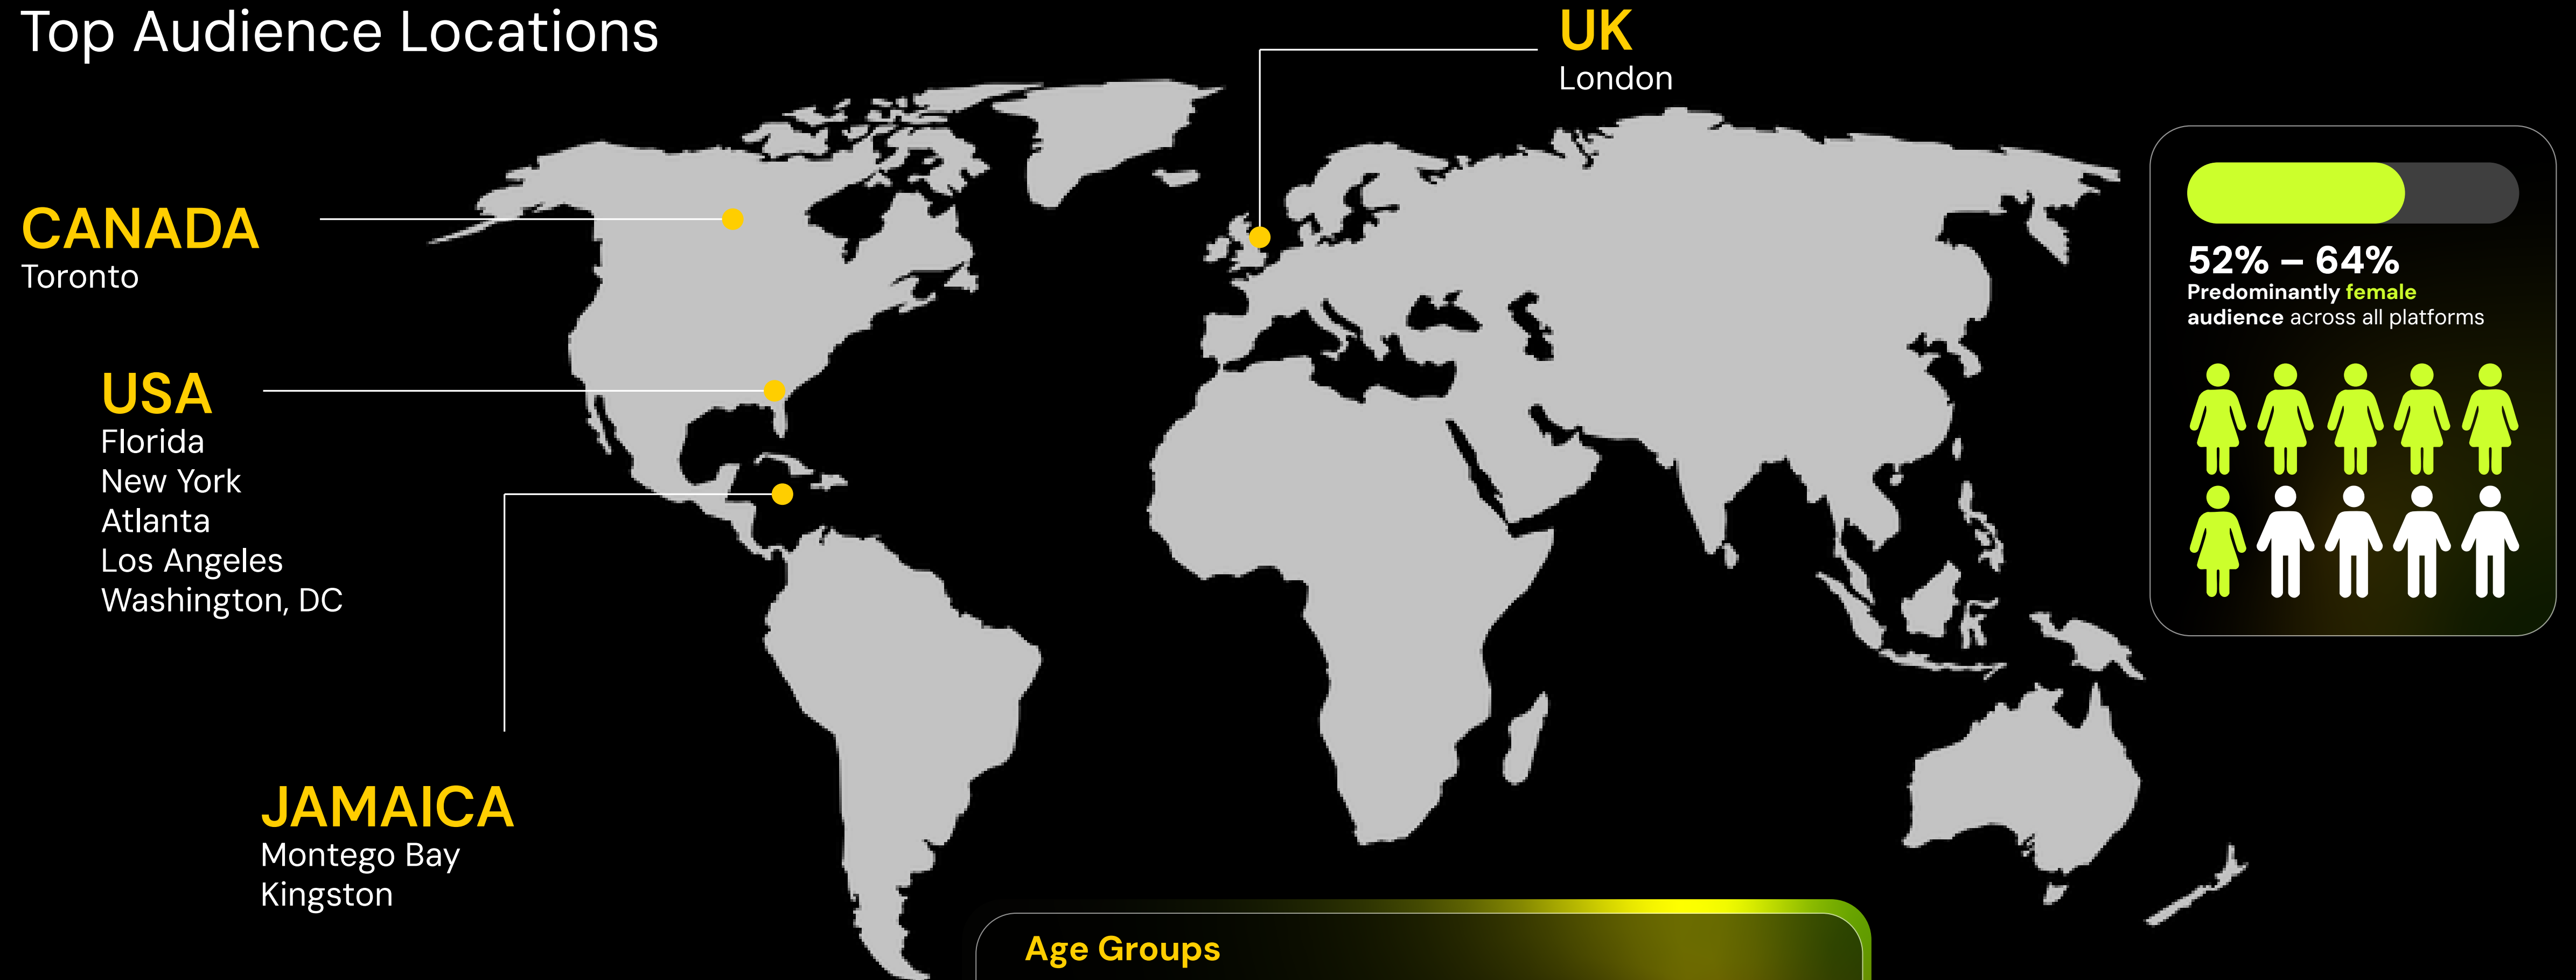 Top Audience Locations
UK
London
CANADA
Toronto
USA
Florida
New York
Atlanta
Los Angeles
Washington, DC
JAMAICA
Montego Bay
Kingston
52% – 64%
Predominantly female
audience across all platforms
Age Groups